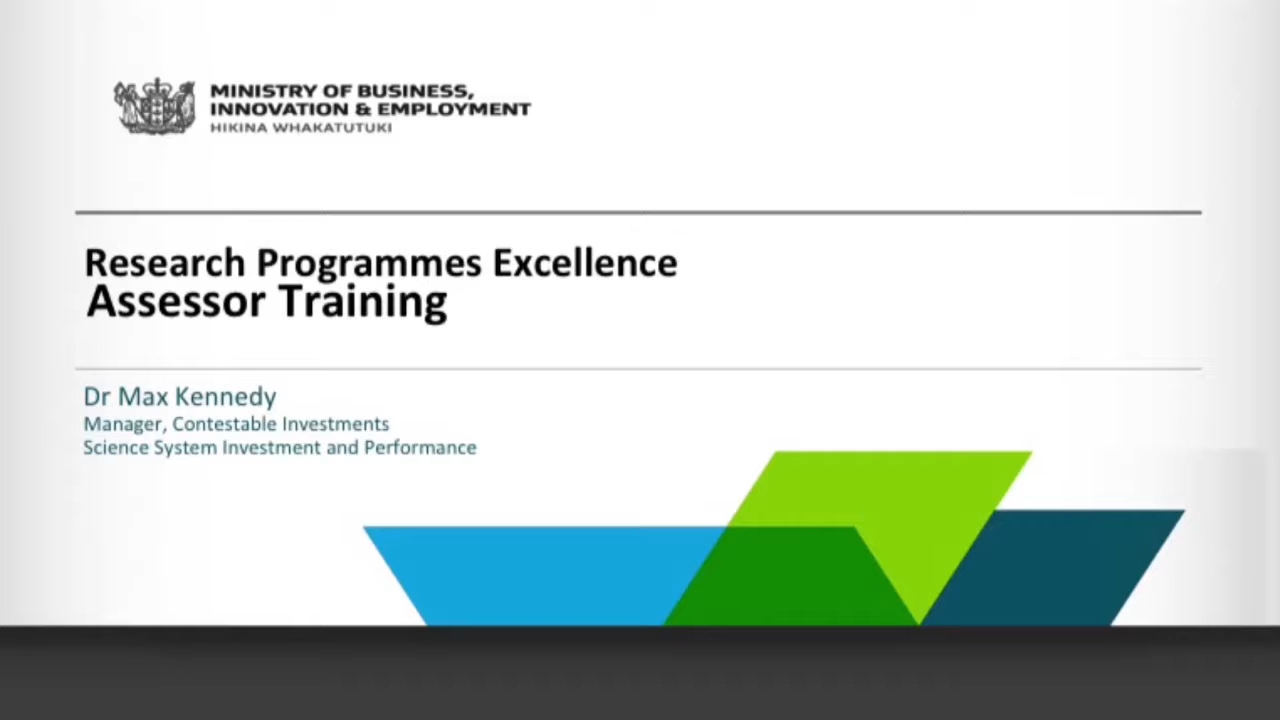 MINISTRY OF BUSINESS,
INNOVATION & EMPLOYMENT
HIKINA WHAKATUTUKI
Research Programmes Excellence
Assessor Training
Dr Max Kennedy
Manager, Contestable Investments
Science System Investment and Performance